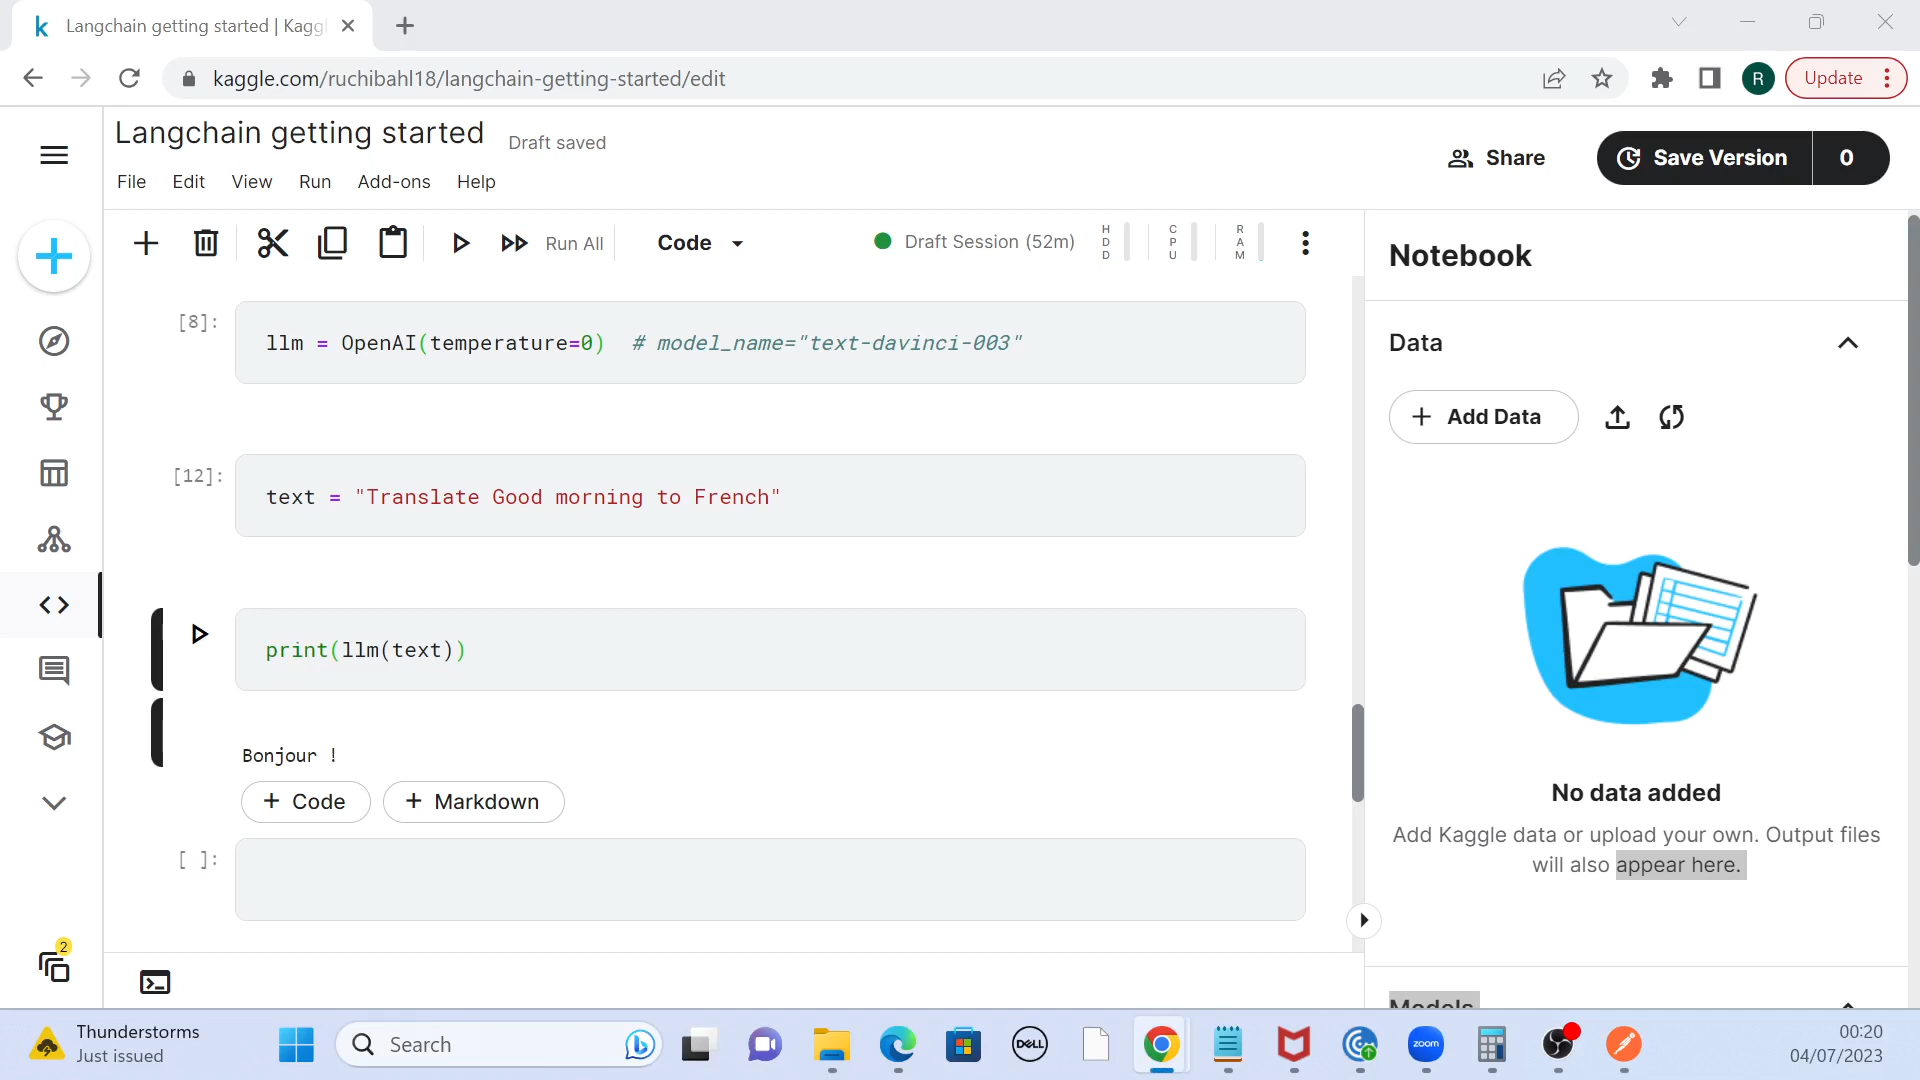 Langchain getting started | Kaggl
kaggle.com/ruchibahl18/langchain-getting-started/edit
R
Update
Langchain getting started
Draft saved
File Edit View Run Add-ons Help
Share
Save Version
0
Run All
Code
Draft Session (52m)
HDD
CPU
RAM
Notebook
[8]:
llm = OpenAI(temperature=0)  # model_name="text-davinci-003"
Data
Add Data
[12]:
text = "Translate Good morning to French"
print(llm(text))
Bonjour !
+ Code
+ Markdown
[ ]:
No data added
Add Kaggle data or upload your own. Output files
will also appear here.
2
Models
Thunderstorms
Just issued
Search
DELL
zoom
00:20
04/07/2023